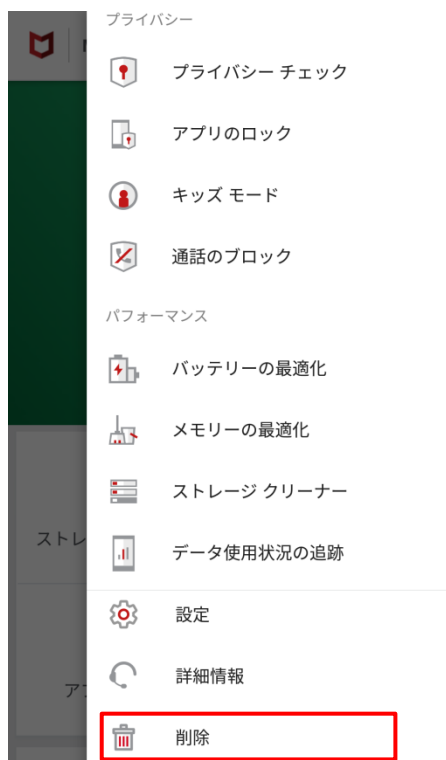 プライバシー
プライバシー チェック
アプリのロック
キッズ モード
通話のブロック
パフォーマンス
バッテリーの最適化
メモリーの最適化
ストレージ クリーナー
ストレ
データ使用状況の追跡
設定
詳細情報
ア
削除